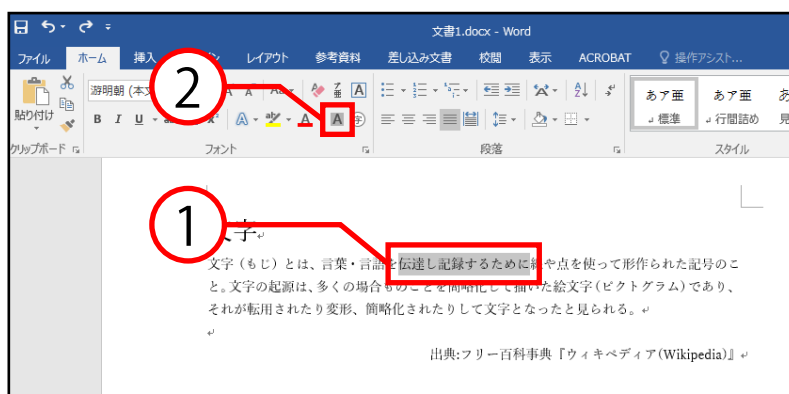 文書1.docx - Word
ファイル ホーム 挿入 レイアウト 参考資料 差し込み文書 校閲 表示 ACROBAT 操作アシスト...
游明朝 (本文
貼り付け
B I U
あア亜 あア亜
標準 行間詰め
クリップボード フォント 段落 スタイル
2
1
字
文字（もじ）とは、言葉・言語を伝達し記録するために線や点を使って形作られた記号のこ
と。文字の起源は、多くの場合ものごとを簡略化して描いた絵文字（ピクトグラム）であり、
それが転用されたり変形、簡略化されたりして文字となったと見られる。
出典:フリー百科事典『ウィキペディア(Wikipedia)』